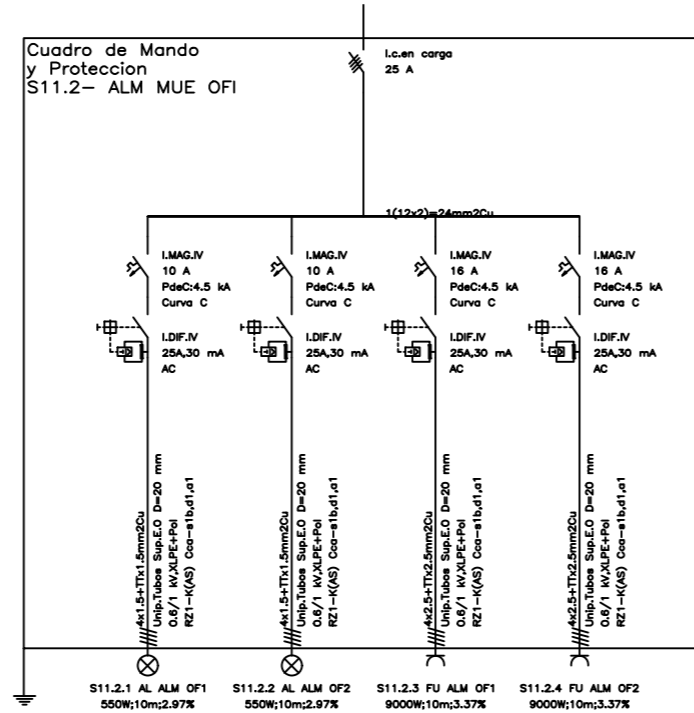 Cuadro de Mando
y Proteccion
S11.2- ALM MUE OFI
I.c.en carga
25 A
1(12x2)=24mm2Cu
I.MAG.IV
10 A
PdeC:4.5 kA
Curva C
I.DIF.IV
25A,30 mA
AC
4x1.5+TTx1.5mm2Cu
Unip.Tubos Sup.E.O D=20 mm
0.6/1 kV,XLPE+Pol
RZ1-K(AS) Cca-s1b,d1,a1
S11.2.1 AL ALM OF1
550W;10m;2.97%
I.MAG.IV
10 A
PdeC:4.5 kA
Curva C
I.DIF.IV
25A,30 mA
AC
4x1.5+TTx1.5mm2Cu
Unip.Tubos Sup.E.O D=20 mm
0.6/1 kV,XLPE+Pol
RZ1-K(AS) Cca-s1b,d1,a1
S11.2.2 AL ALM OF2
550W;10m;2.97%
I.MAG.IV
16 A
PdeC:4.5 kA
Curva C
I.DIF.IV
25A,30 mA
AC
4x2.5+TTx2.5mm2Cu
Unip.Tubos Sup.E.O D=20 mm
0.6/1 kV,XLPE+Pol
RZ1-K(AS) Cca-s1b,d1,a1
S11.2.3 FU ALM OF1
9000W;10m;3.37%
I.MAG.IV
16 A
PdeC:4.5 kA
Curva C
I.DIF.IV
25A,30 mA
AC
4x2.5+TTx2.5mm2Cu
Unip.Tubos Sup.E.O D=20 mm
0.6/1 kV,XLPE+Pol
RZ1-K(AS) Cca-s1b,d1,a1
S11.2.4 FU ALM OF2
9000W;10m;3.37%